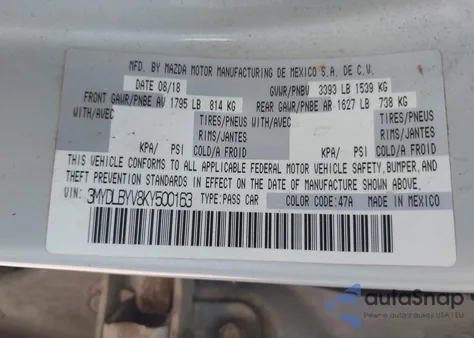 MFD. BY MAZDA MOTOR MANUFACTURING DE MEXICO S.A. DE C.V.
DATE 08/18 GVWR/PNBV 3393 LB 1539 KG
FRONT GAWR/PNBE AV 1795 LB 814 KG REAR GAWR/PNBE AR 1627 LB 738 KG
WITH/AVEC TIRES/PNEUS WITH/AVEC TIRES/PNEUS
RIMS/JANTES RIMS/JANTES
KPA/ PSI COLD/A FROID KPA/ PSI COLD/A FROID
THIS VEHICLE CONFORMS TO ALL APPLICABLE FEDERAL MOTOR VEHICLE SAFETY, BUMPER, AND
THEFT PREVENTION STANDARDS IN EFFECT ON THE DATE OF MANUFACTURE SHOWN ABOVE.
VIN: 3MYDLBYV8KY500163 TYPE: PASS CAR COLOR CODE:47A MADE IN MEXICO
autoSnap
Pewne auto z USA i EU